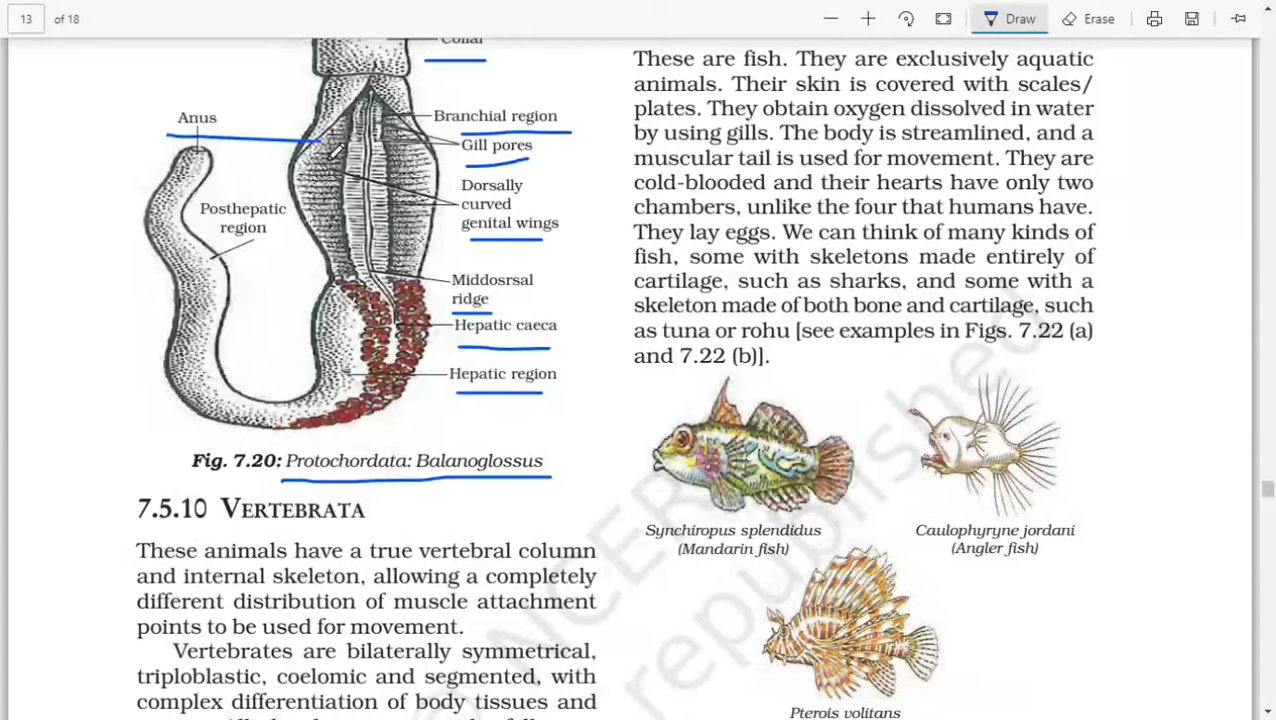 13
of 18
Draw
Erase
Collar
Anus
Branchial region
Gill pores
Dorsally
curved
genital wings
Posthepatic
region
Middosrsal
ridge
Hepatic caeca
Hepatic region
Fig. 7.20: Protochordata: Balanoglossus
7.5.10 VERTEBRATA
These animals have a true vertebral column
and internal skeleton, allowing a completely
different distribution of muscle attachment
points to be used for movement.
Vertebrates are bilaterally symmetrical,
triploblastic, coelomic and segmented, with
complex differentiation of body tissues and
These are fish. They are exclusively aquatic
animals. Their skin is covered with scales/
plates. They obtain oxygen dissolved in water
by using gills. The body is streamlined, and a
muscular tail is used for movement. They are
cold-blooded and their hearts have only two
chambers, unlike the four that humans have.
They lay eggs. We can think of many kinds of
fish, some with skeletons made entirely of
cartilage, such as sharks, and some with a
skeleton made of both bone and cartilage, such
as tuna or rohu [see examples in Figs. 7.22 (a)
and 7.22 (b)].
Synchiropus splendidus
(Mandarin fish)
Caulophyryne jordani
(Angler fish)
Pterois volitans
© NCERT
republished